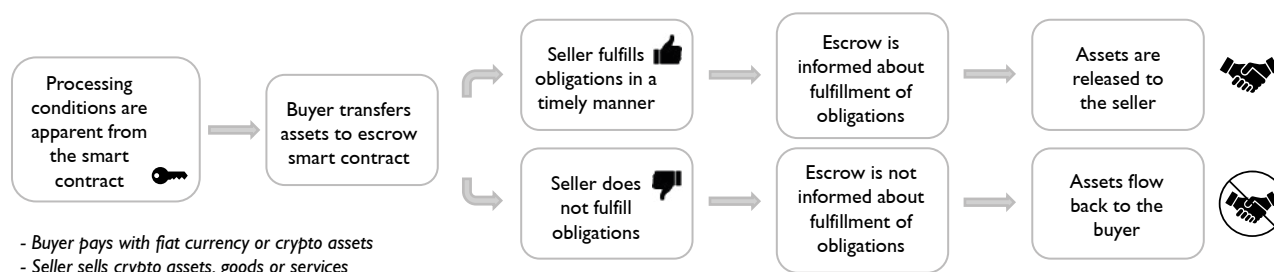 Processing
conditions are
apparent from
the smart
contract
Buyer transfers
assets to escrow
smart contract
Seller fulfills
obligations in a
timely manner
Escrow is
informed about
fulfillment of
obligations
Assets are
released to
the seller
Seller does
not fulfill
obligations
Escrow is not
informed about
fulfillment of
obligations
Assets flow
back to the
buyer
- Buyer pays with fiat currency or crypto assets
- Seller sells crypto assets, goods or services